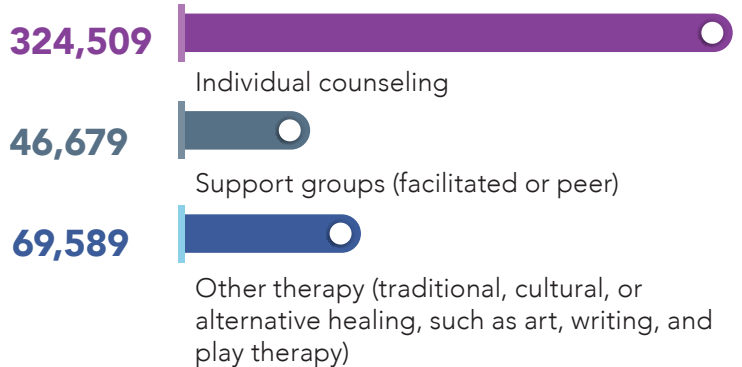 324,509
Individual counseling
46,679
Support groups (facilitated or peer)
69,589
Other therapy (traditional, cultural, or
alternative healing, such as art, writing, and
play therapy)